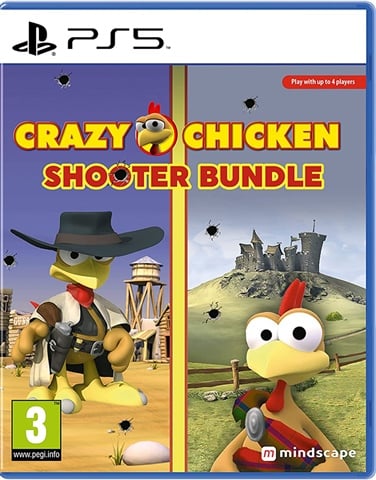 PS5
Play with up to 4 players
CRAZY CHICKEN
SHOOTER BUNDLE
3
www.pegi.info
m mindscape